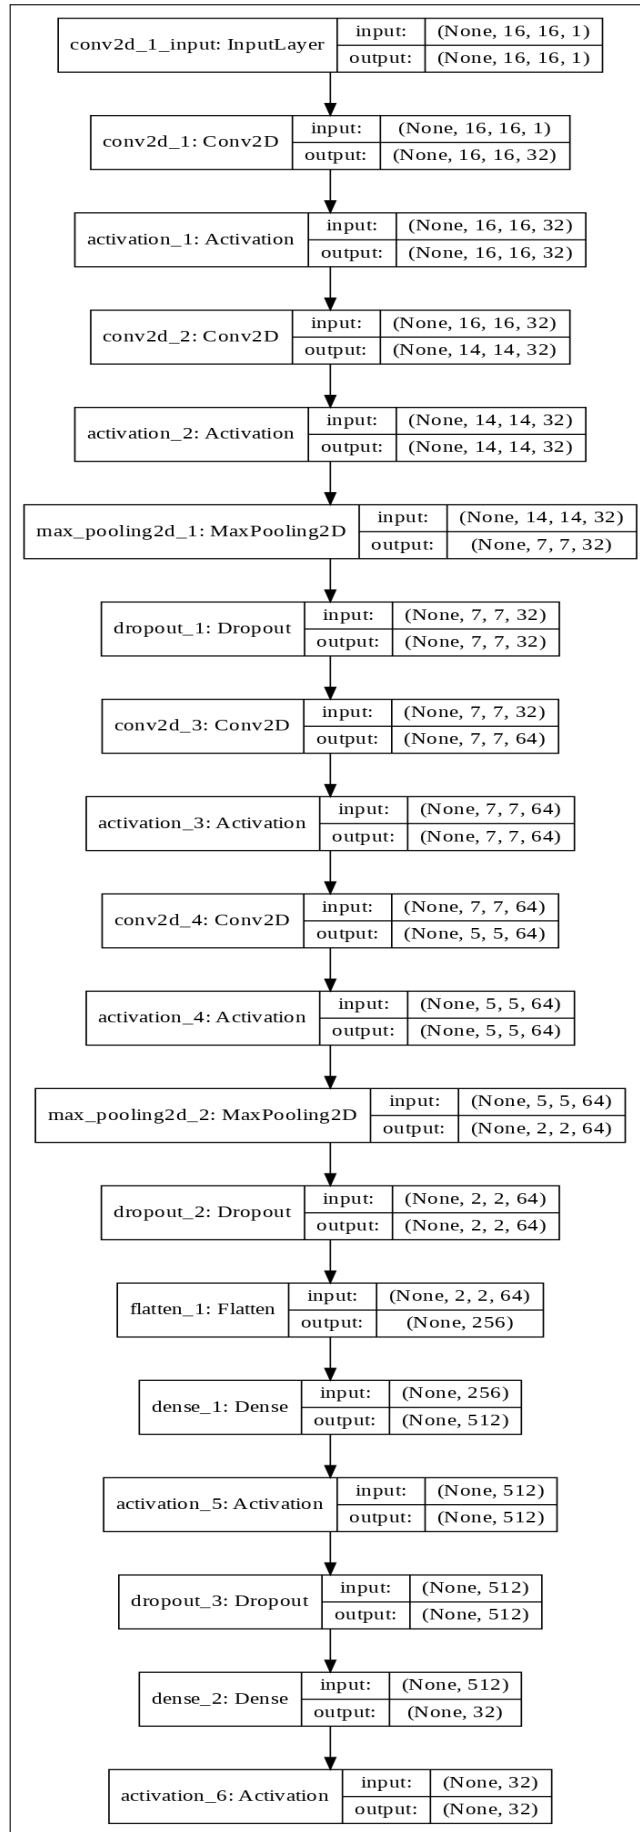 conv2d_1_input: InputLayer
input: (None, 16, 16, 1)
output: (None, 16, 16, 1)
conv2d_1: Conv2D
input: (None, 16, 16, 1)
output: (None, 16, 16, 32)
activation_1: Activation
input: (None, 16, 16, 32)
output: (None, 16, 16, 32)
conv2d_2: Conv2D
input: (None, 16, 16, 32)
output: (None, 14, 14, 32)
activation_2: Activation
input: (None, 14, 14, 32)
output: (None, 14, 14, 32)
max_pooling2d_1: MaxPooling2D
input: (None, 14, 14, 32)
output: (None, 7, 7, 32)
dropout_1: Dropout
input: (None, 7, 7, 32)
output: (None, 7, 7, 32)
conv2d_3: Conv2D
input: (None, 7, 7, 32)
output: (None, 7, 7, 64)
activation_3: Activation
input: (None, 7, 7, 64)
output: (None, 7, 7, 64)
conv2d_4: Conv2D
input: (None, 7, 7, 64)
output: (None, 5, 5, 64)
activation_4: Activation
input: (None, 5, 5, 64)
output: (None, 5, 5, 64)
max_pooling2d_2: MaxPooling2D
input: (None, 5, 5, 64)
output: (None, 2, 2, 64)
dropout_2: Dropout
input: (None, 2, 2, 64)
output: (None, 2, 2, 64)
flatten_1: Flatten
input: (None, 2, 2, 64)
output: (None, 256)
dense_1: Dense
input: (None, 256)
output: (None, 512)
activation_5: Activation
input: (None, 512)
output: (None, 512)
dropout_3: Dropout
input: (None, 512)
output: (None, 512)
dense_2: Dense
input: (None, 512)
output: (None, 32)
activation_6: Activation
input: (None, 32)
output: (None, 32)